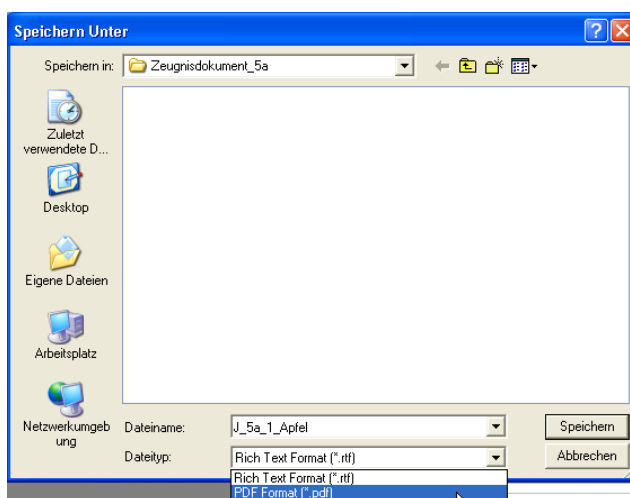 Speichern Unter
Speichern in:
Zeugnisdokument_5a
Zuletzt
verwendete D...
Desktop
Eigene Dateien
Arbeitsplatz
Netzwerkumgeb
ung
Dateiname:
J_5a_1_Apfel
Speichern
Dateityp:
Rich Text Format (*.rtf)
Abbrechen
Rich Text Format (*.rtf)
PDF Format (*.pdf)